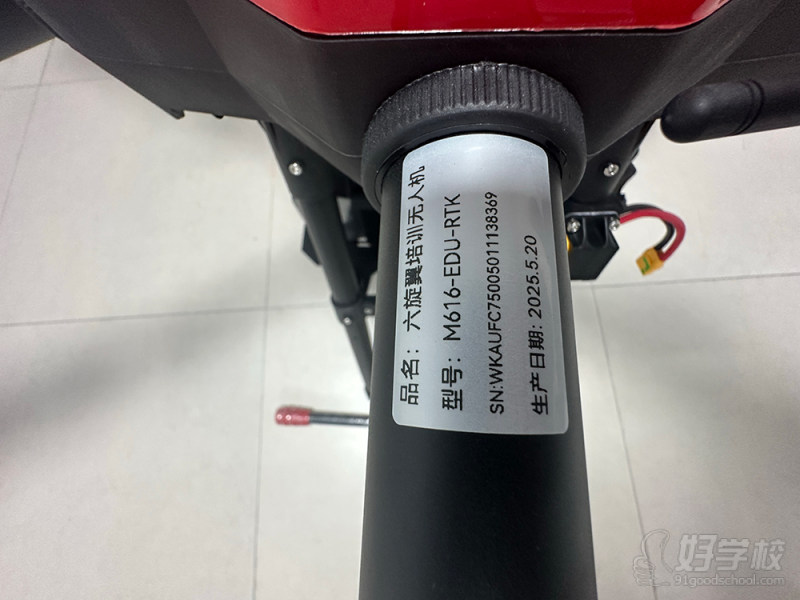 品名：六旋翼培训无人机
型号：M616-EDU-RTK
SN:WKAUFC75005011138369
生产日期：2025.5.20
好学校
91goodschool.com